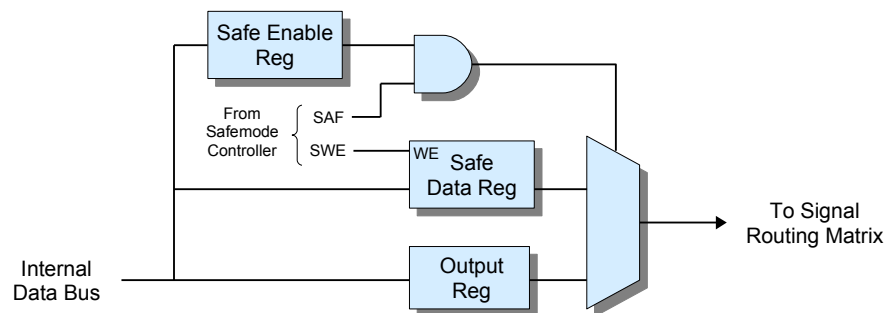 Safe Enable
Reg
From
Safemode
Controller
SAF
SWE
WE
Safe
Data Reg
To Signal
Routing Matrix
Internal
Data Bus
Output
Reg